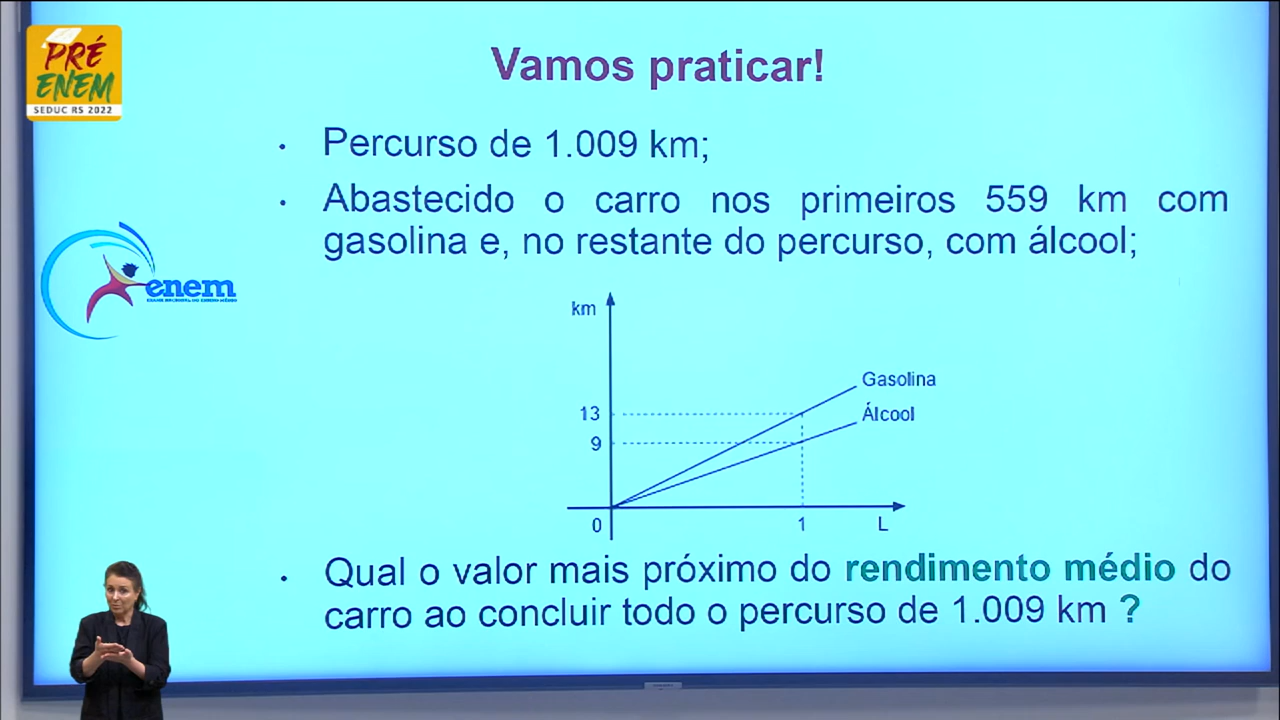 PRÉ
ENEM
SEDUC RS 2022
Vamos praticar!
• Percurso de 1.009 km;
• Abastecido o carro nos primeiros 559 km com
gasolina e, no restante do percurso, com álcool;
enem
km
Gasolina
13
Álcool
9
0
1
L
• Qual o valor mais próximo do rendimento médio do
carro ao concluir todo o percurso de 1.009 km ?